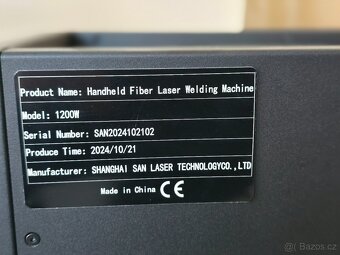 Product Name: Handheld Fiber Laser Welding Machine
Model: 1200W
Serial Number: SAN2024102102
Produce Time: 2024/10/21
Manufacturer: SHANGHAI SAN LASER TECHNOLOGYCO.,LTD
Made in China CE
Bazoš.cz